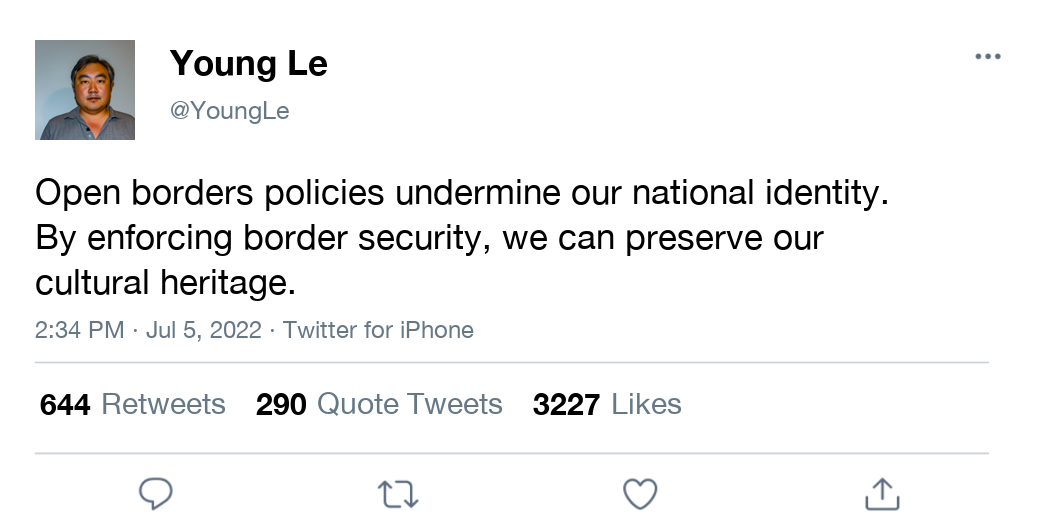 Young Le
@YoungLe
Open borders policies undermine our national identity.
By enforcing border security, we can preserve our
cultural heritage.
2:34 PM · Jul 5, 2022 · Twitter for iPhone
644 Retweets 290 Quote Tweets 3227 Likes